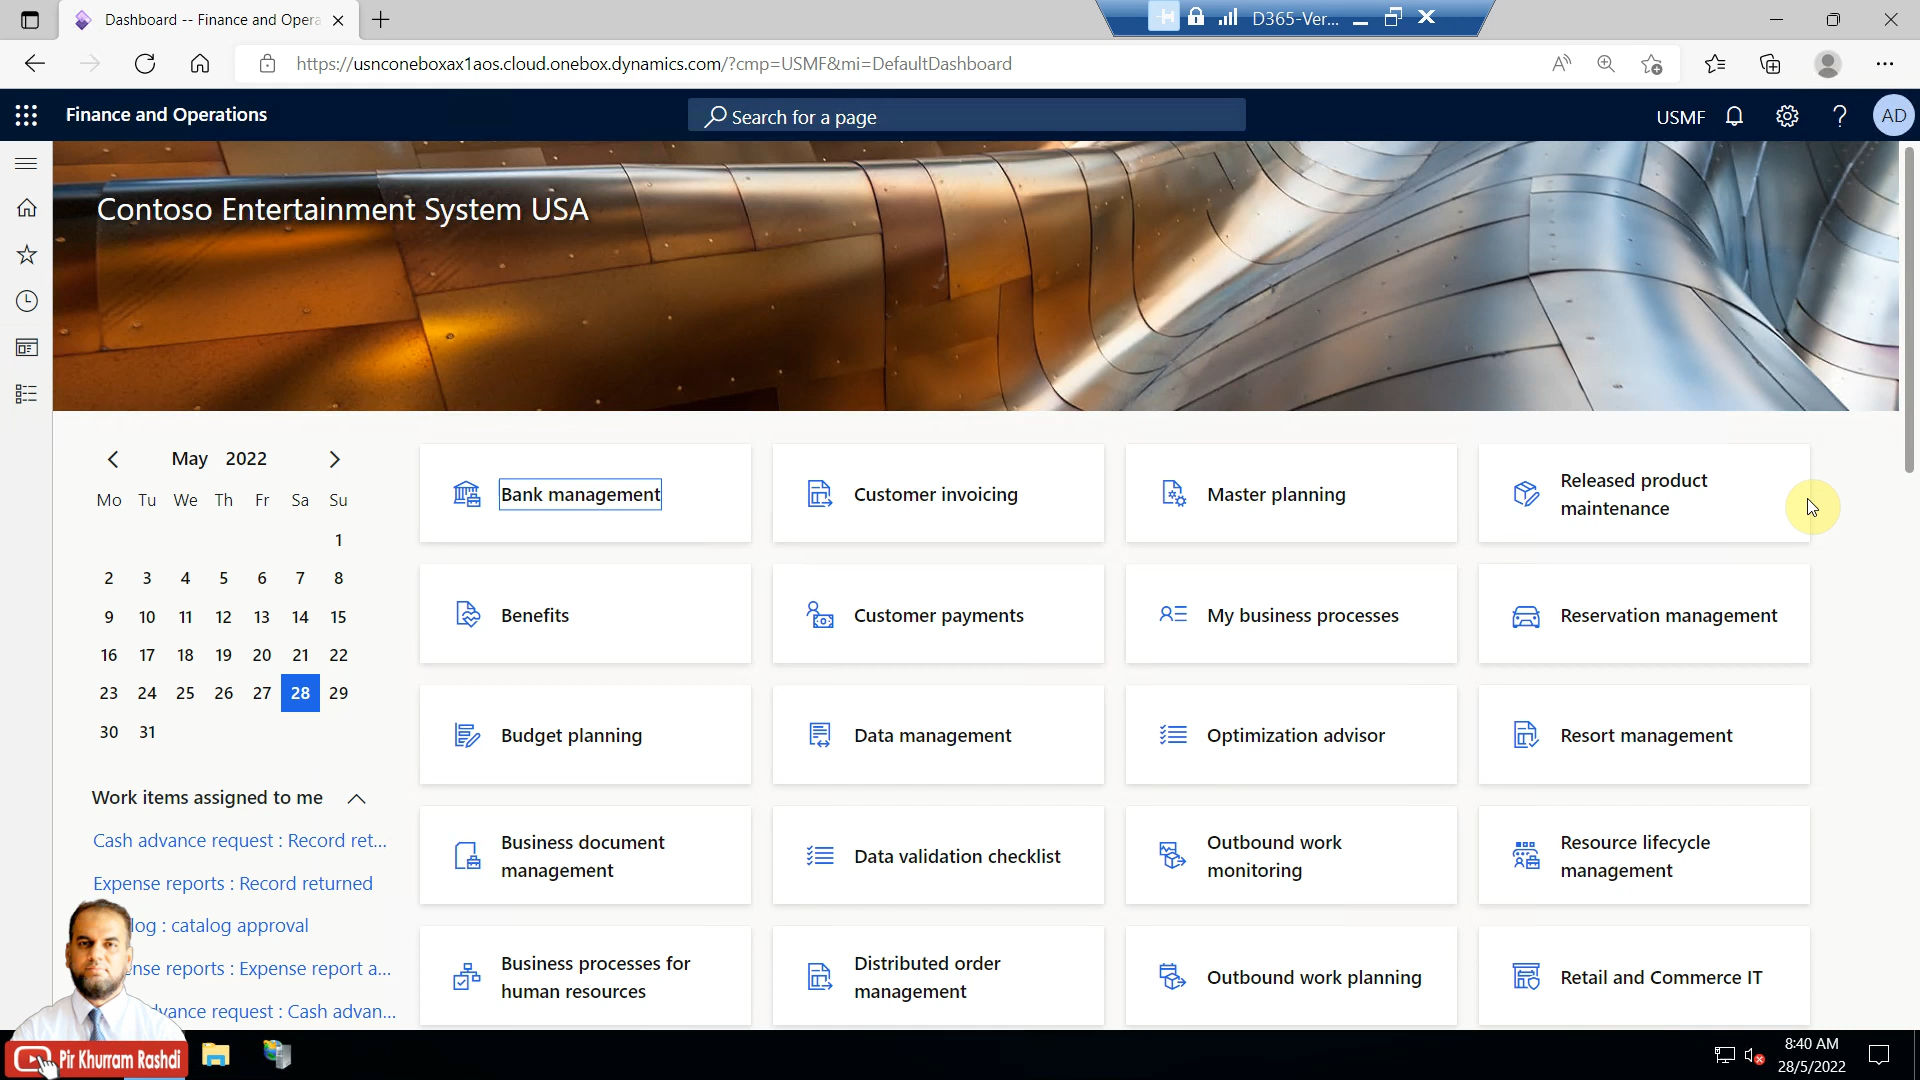 Dashboard -- Finance and Opera
D365-Ver...
https://usnconeboxax1aos.cloud.onebox.dynamics.com/?cmp=USMF&mi=DefaultDashboard
Finance and Operations
Search for a page
USMF
AD
Contoso Entertainment System USA
May 2022
Mo Tu We Th Fr Sa Su
1
2 3 4 5 6 7 8
9 10 11 12 13 14 15
16 17 18 19 20 21 22
23 24 25 26 27 28 29
30 31
Work items assigned to me
Cash advance request : Record ret...
Expense reports : Record returned
log : catalog approval
nse reports : Expense report a...
vance request : Cash advan...
Bank management
Customer invoicing
Master planning
Released product
maintenance
Benefits
Customer payments
My business processes
Reservation management
Budget planning
Data management
Optimization advisor
Resort management
Business document
management
Data validation checklist
Outbound work
monitoring
Resource lifecycle
management
Business processes for
human resources
Distributed order
management
Outbound work planning
Retail and Commerce IT
Pir Khurram Rashdi
8:40 AM
28/5/2022